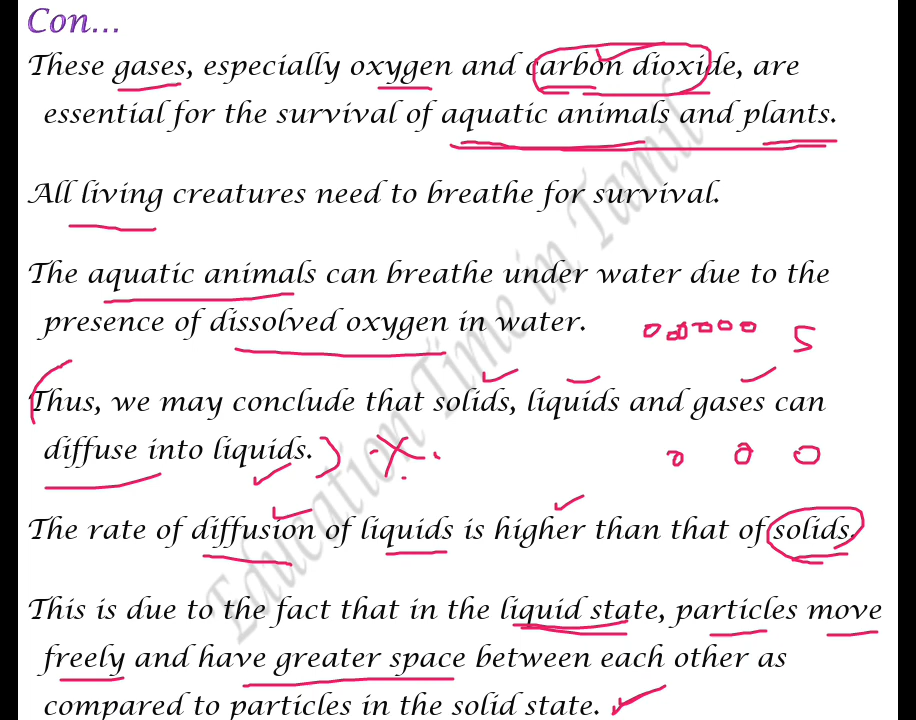 Con...
These gases, especially oxygen and carbon dioxide, are
essential for the survival of aquatic animals and plants.
All living creatures need to breathe for survival.
The aquatic animals can breathe under water due to the
presence of dissolved oxygen in water.
S
Thus, we may conclude that solids, liquids and gases can
diffuse into liquids.
The rate of diffusion of liquids is higher than that of solids.
This is due to the fact that in the liquid state, particles move
freely and have greater space between each other as
compared to particles in the solid state.
Education Time in Tamil